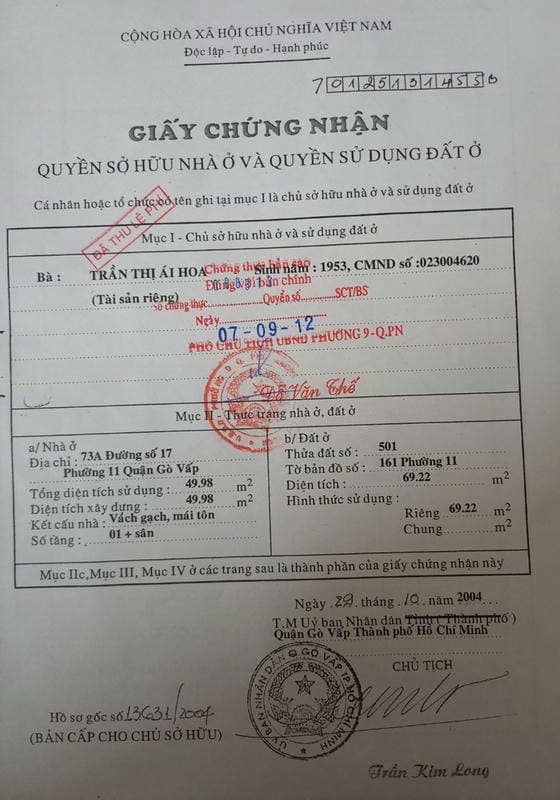 CỘNG HÒA XÃ HỘI CHỦ NGHĨA VIỆT NAM
Độc lập - Tự do - Hạnh phúc
GIẤY CHỨNG NHẬN
QUYỀN SỞ HỮU NHÀ Ở VÀ QUYỀN SỬ DỤNG ĐẤT Ở
Cá nhân hoặc tổ chức có tên ghi tại mục I là chủ sở hữu nhà ở và sử dụng đất ở
ĐÃ THU LỆ PHÍ
Mục I - Chủ sở hữu nhà ở và sử dụng đất ở
Bà : TRẦN THỊ ÁI HOA Sinh năm : 1953, CMND số :023004620
Chứng thực bản sao
Đúng với bản chính
(Tài sản riêng)
Số chứng thực Quyển số SCT/BS
Ngày
07-09-12
PHÓ CHỦ TỊCH UBND PHƯỜNG 9-Q.PN
Đỗ Văn Thố
Mục II - Thực trạng nhà ở, đất ở
a/ Nhà ở
Địa chỉ : 73A Đường số 17
Phường 11 Quận Gò Vấp
Tổng diện tích sử dụng : 49.98 m2
Diện tích xây dựng : 49.98 m2
Kết cấu nhà : Vách gạch, mái tôn
Số tầng : 01 + sân
b/ Đất ở
Thửa đất số : 501
Tờ bản đồ số : 161 Phường 11
Diện tích : 69.22 m2
Hình thức sử dụng :
Riêng 69.22 m2
Chung m2
Mục IIc,Mục III, Mục IV ở các trang sau là thành phần của giấy chứng nhận này
Ngày 29 tháng 10 năm 2004
T.M Uỷ ban Nhân dân Tỉnh ( Thành phố )
Quận Gò Vấp Thành phố Hồ Chí Minh
CHỦ TỊCH
ỦY BAN NHÂN DÂN Q.GÒ VẤP TP.HỒ CHÍ MINH
Hồ sơ gốc số 13631/2004
(BẢN CẤP CHO CHỦ SỞ HỮU)
Trần Kim Long